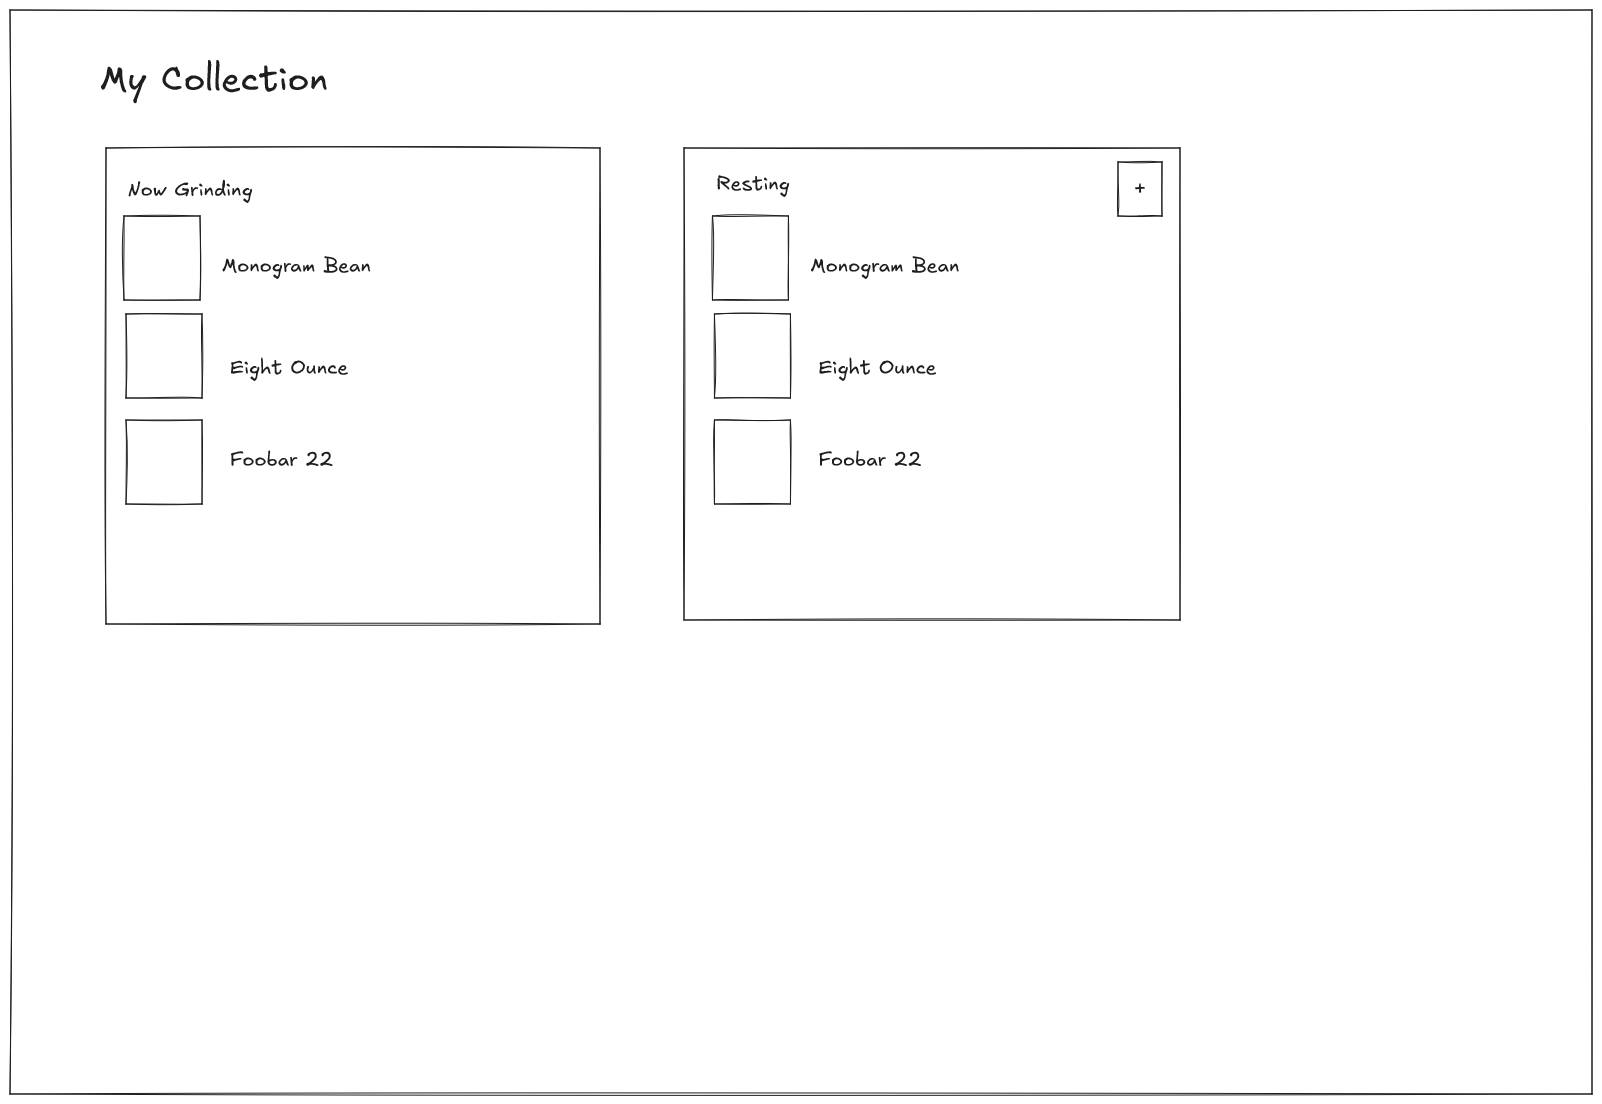 My Collection
Now Grinding
Monogram Bean
Eight Ounce
Foobar 22
Resting
+
Monogram Bean
Eight Ounce
Foobar 22